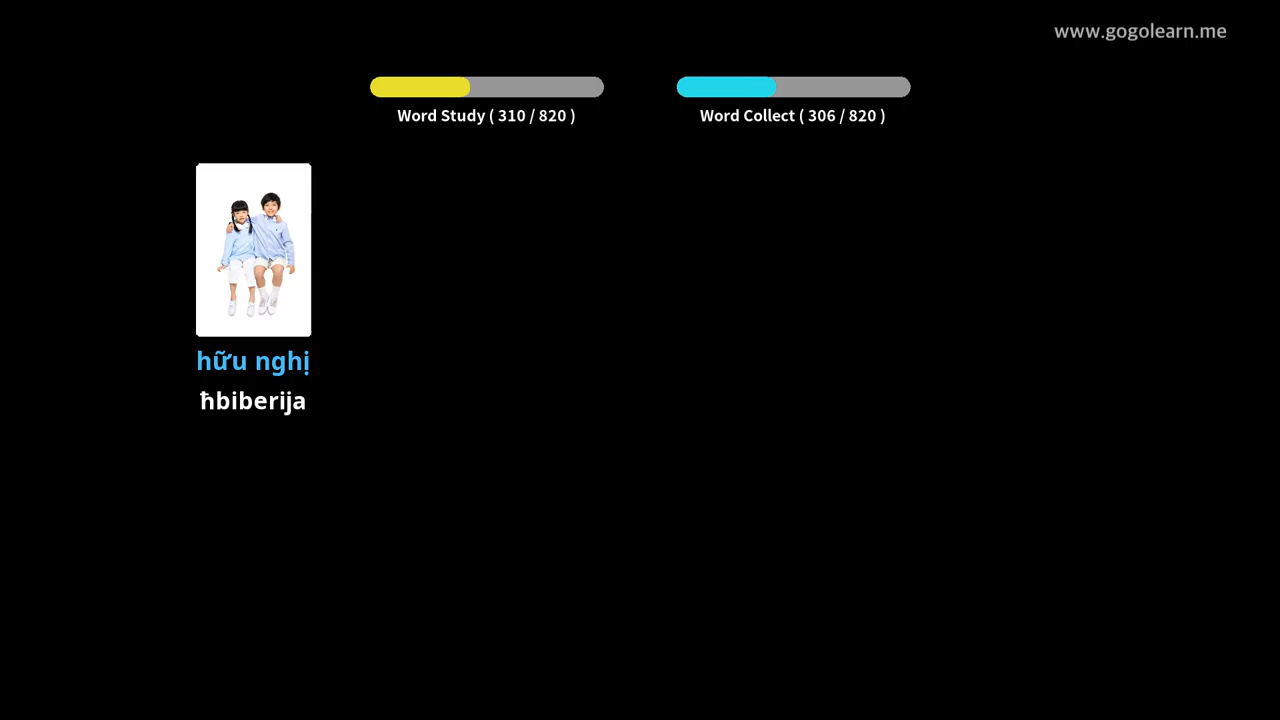 www.gogolearn.me
Word Study ( 310 / 820 )
Word Collect ( 306 / 820 )
hữu nghị
ħbiberija